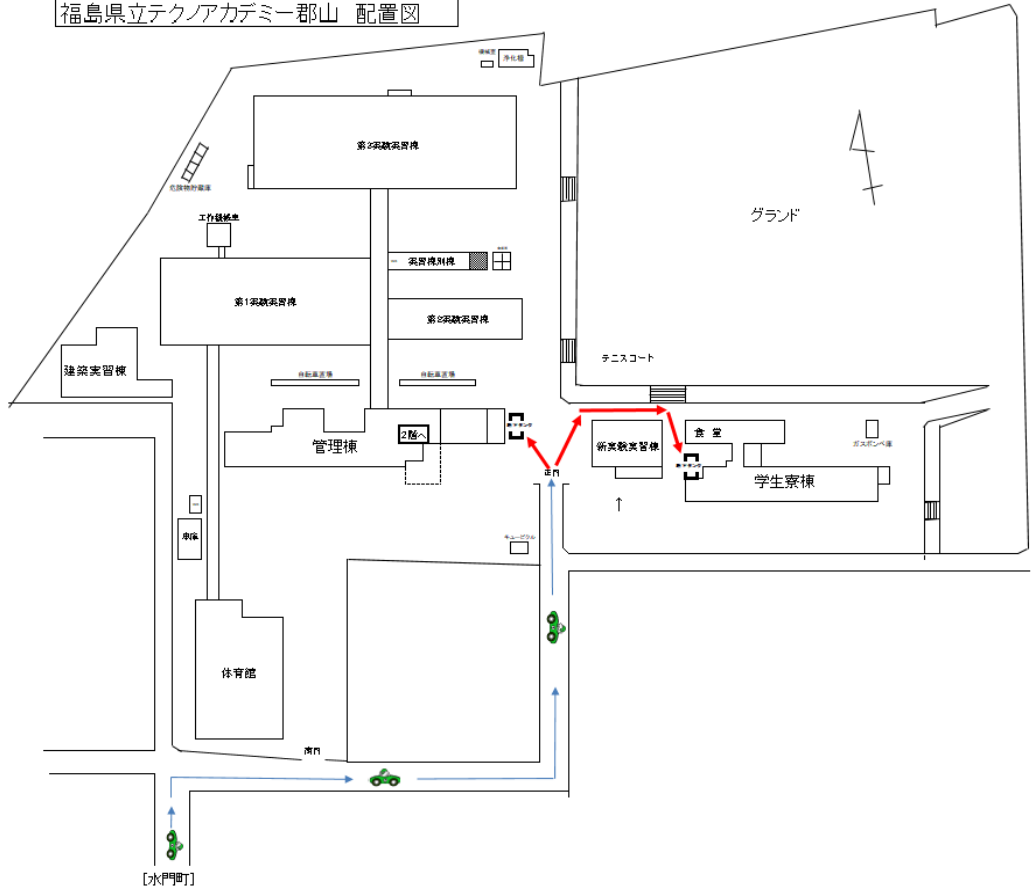 福島県立テクノアカデミー郡山 配置図
機械室
浄化槽
第3実験実習棟
危険物貯蔵庫
工作機械室
グランド
実習棟別棟
第1実験実習棟
第2実験実習棟
テニスコート
建築実習棟
自転車置場
自転車置場
管理棟
2階へ
新実験実習棟
食堂
ガスボンベ庫
正門
学生寮棟
車庫
キュービクル
体育館
南門
[水門町]